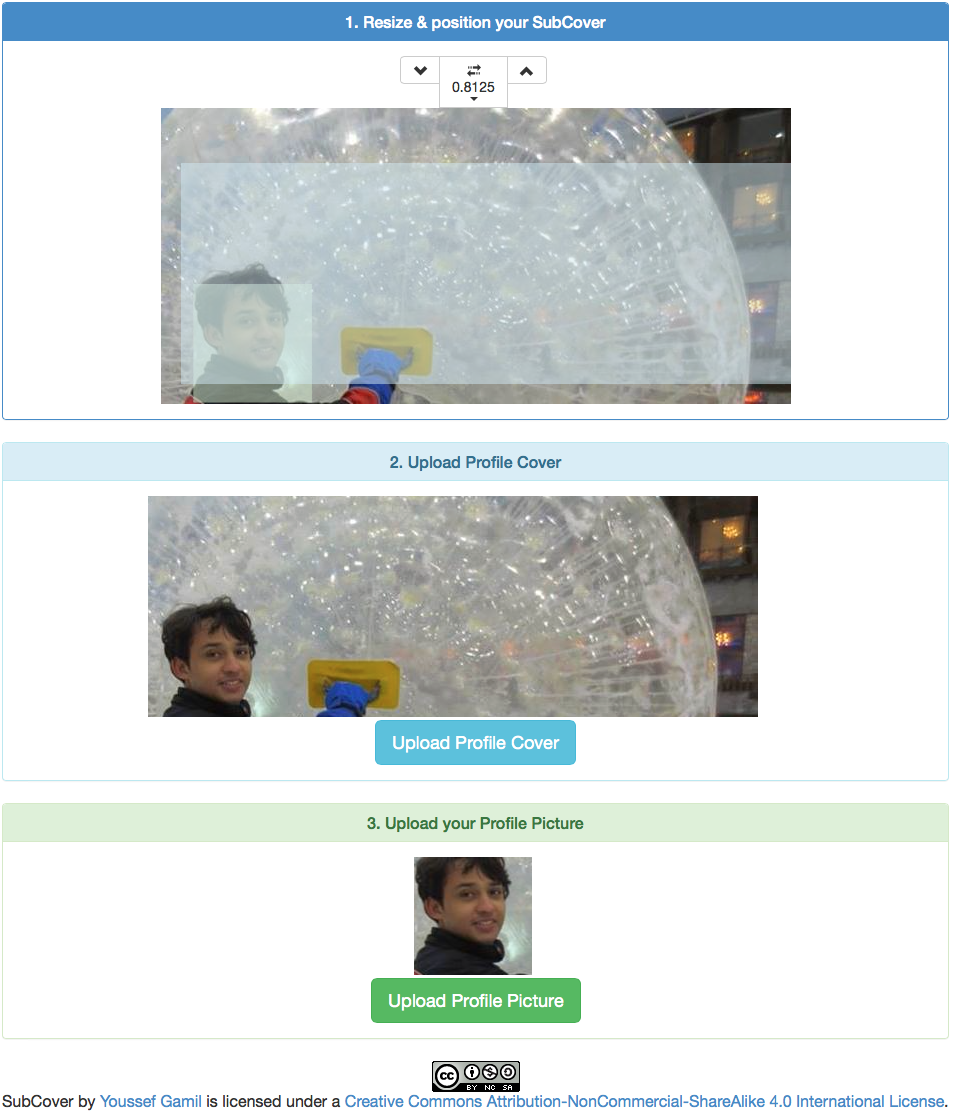 1. Resize & position your SubCover
0.8125
2. Upload Profile Cover
Upload Profile Cover
3. Upload your Profile Picture
Upload Profile Picture
cc
BY NC SA
SubCover by Youssef Gamil is licensed under a Creative Commons Attribution-NonCommercial-ShareAlike 4.0 International License.